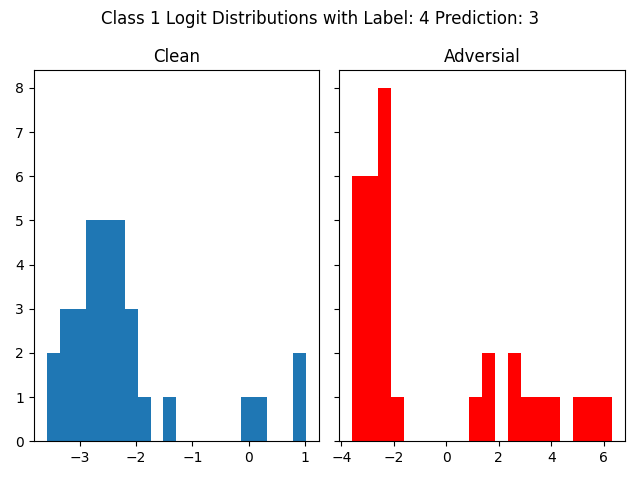 Class 1 Logit Distributions with Label: 4 Prediction: 3
Clean
Adversial
8
7
6
5
4
3
2
1
0
−3 −2 −1 0 1
−4 −2 0 2 4 6